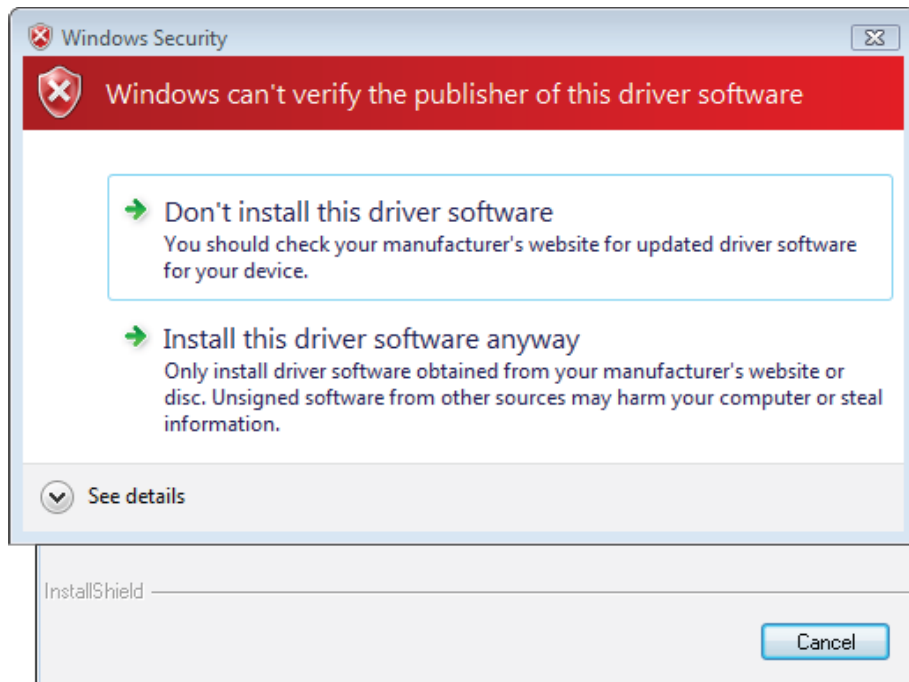 Windows Security
Windows can't verify the publisher of this driver software
Don't install this driver software
You should check your manufacturer's website for updated driver software
for your device.
Install this driver software anyway
Only install driver software obtained from your manufacturer's website or
disc. Unsigned software from other sources may harm your computer or steal
information.
See details
InstallShield
Cancel